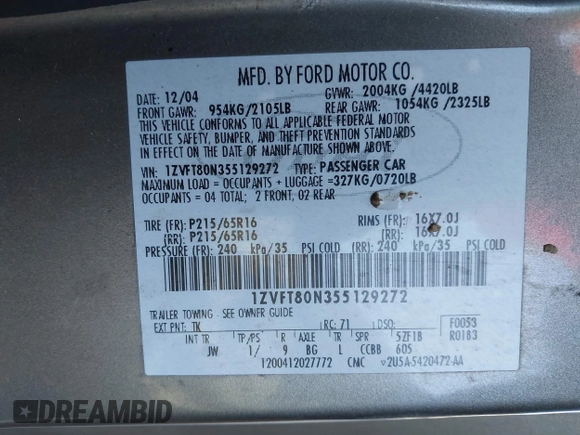 MFD. BY FORD MOTOR CO.
DATE: 12/04 GVWR: 2004KG /4420LB
FRONT GAWR: 954KG/2105LB REAR GAWR: 1054KG /2325LB
THIS VEHICLE CONFORMS TO ALL APPLICABLE FEDERAL MOTOR
VEHICLE SAFETY, BUMPER, AND THEFT PREVENTION STANDARDS
IN EFFECT ON THE DATE OF MANUFACTURE SHOWN ABOVE.
VIN: 1ZVFT80N355129272 TYPE: PASSENGER CAR
MAXIMUM LOAD = OCCUPANTS + LUGGAGE =327KG/0720LB
OCCUPANTS = 04 TOTAL; 2 FRONT, 02 REAR
TIRE (FR): P215/65R16 RIMS (FR): 16X7.0J
(RR): P215/65R16 (RR): 16X7.0J
PRESSURE (FR): 240 kPa/35 PSI COLD (RR): 240 kPa/35 PSI COLD
1ZVFT80N355129272
TRAILER TOWING - SEE OWNER GUIDE
EXT PNT: TK RC: 71 DSO: F0053
INT TR TP/PS R AXLE TR SPR 5ZF1B R0183
JW 1/ 9 BG L CCBB 605
1200412027772 CMC 2U5A-5420472-AA
DREAMBID